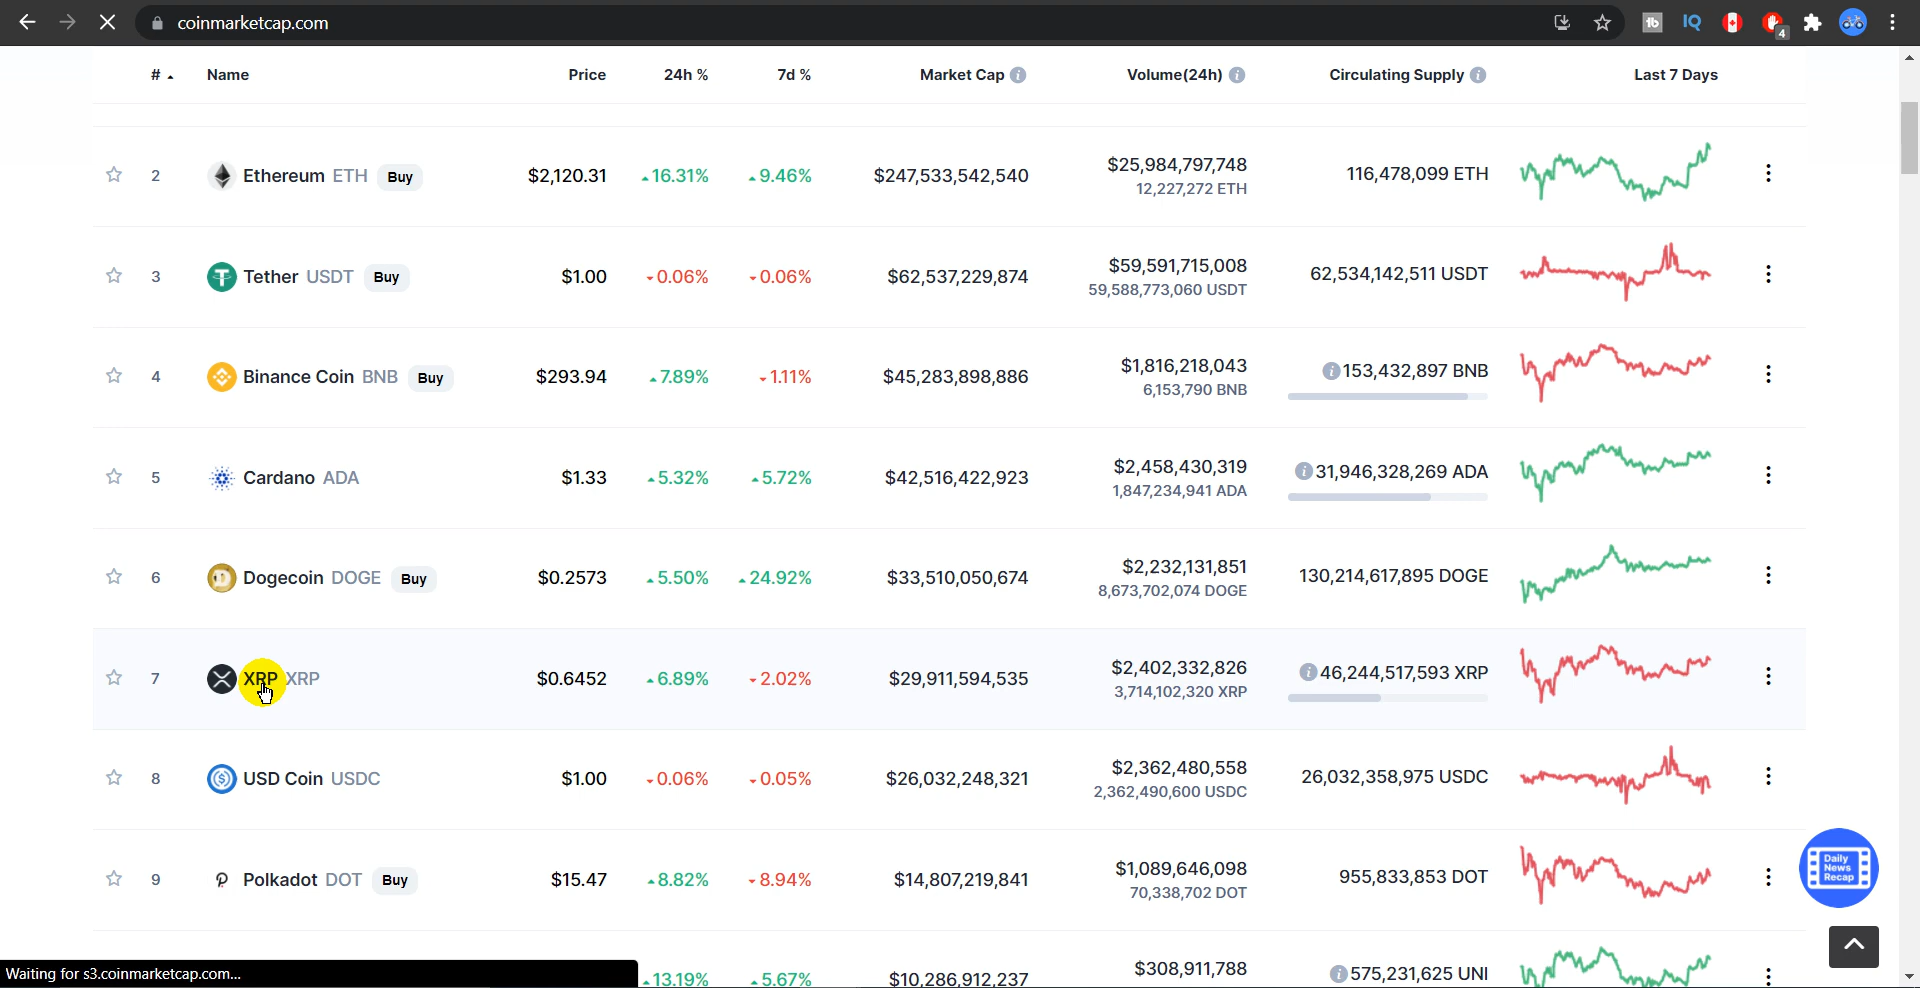 coinmarketcap.com
4
# Name Price 24h % 7d % Market Cap Volume(24h) Circulating Supply Last 7 Days
2 Ethereum ETH Buy $2,120.31 16.31% 9.46% $247,533,542,540 $25,984,797,748 116,478,099 ETH
12,227,272 ETH
3 Tether USDT Buy $1.00 0.06% 0.06% $62,537,229,874 $59,591,715,008 62,534,142,511 USDT
59,588,773,060 USDT
4 Binance Coin BNB Buy $293.94 7.89% 1.11% $45,283,898,886 $1,816,218,043 153,432,897 BNB
6,153,790 BNB
5 Cardano ADA $1.33 5.32% 5.72% $42,516,422,923 $2,458,430,319 31,946,328,269 ADA
1,847,234,941 ADA
6 Dogecoin DOGE Buy $0.2573 5.50% 24.92% $33,510,050,674 $2,232,131,851 130,214,617,895 DOGE
8,673,702,074 DOGE
7 XRP XRP $0.6452 6.89% 2.02% $29,911,594,535 $2,402,332,826 46,244,517,593 XRP
3,714,102,320 XRP
8 USD Coin USDC $1.00 0.06% 0.05% $26,032,248,321 $2,362,480,558 26,032,358,975 USDC
2,362,490,600 USDC
9 Polkadot DOT Buy $15.47 8.82% 8.94% $14,807,219,841 $1,089,646,098 955,833,853 DOT
70,338,702 DOT
Daily
News
Recap
13.19% 5.67% $10,286,912,237 $308,911,788 575,231,625 UNI
Waiting for s3.coinmarketcap.com...